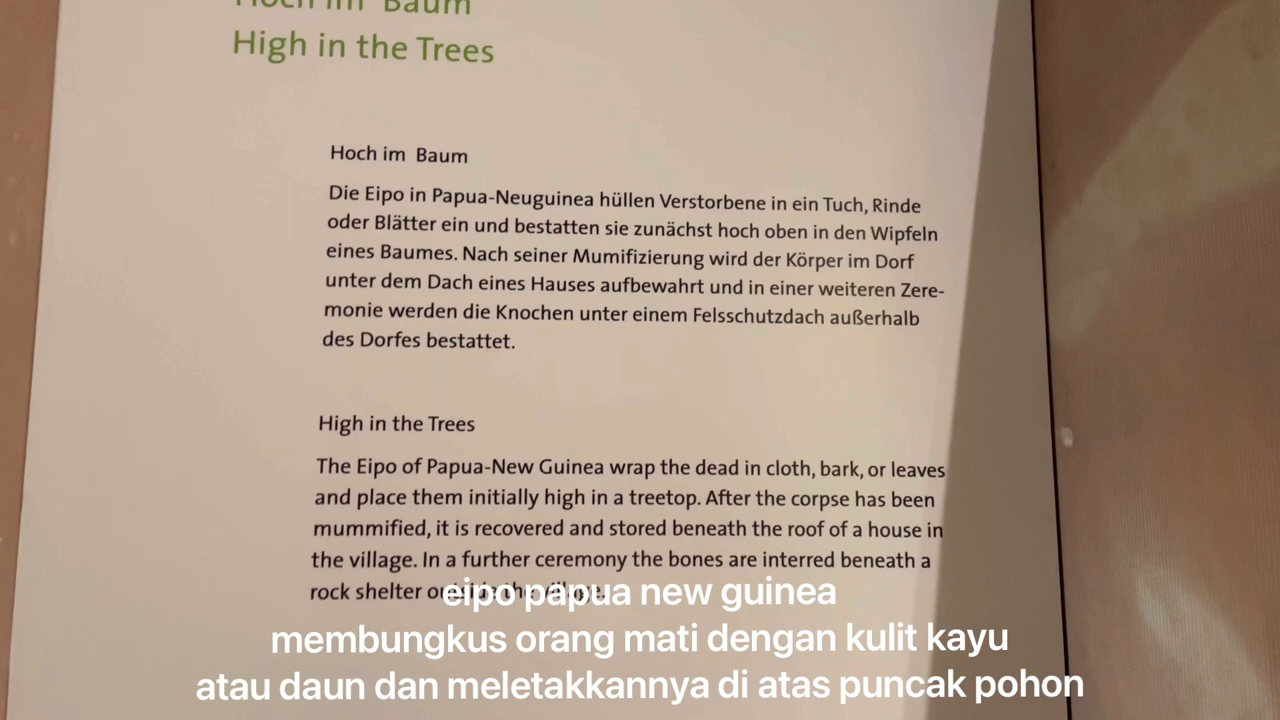 Hoch im Baum
High in the Trees
Hoch im Baum
Die Eipo in Papua-Neuguinea hüllen Verstorbene in ein Tuch, Rinde
oder Blätter ein und bestatten sie zunächst hoch oben in den Wipfeln
eines Baumes. Nach seiner Mumifizierung wird der Körper im Dorf
unter dem Dach eines Hauses aufbewahrt und in einer weiteren Zere-
monie werden die Knochen unter einem Felsschutzdach außerhalb
des Dorfes bestattet.
High in the Trees
The Eipo of Papua-New Guinea wrap the dead in cloth, bark, or leaves
and place them initially high in a treetop. After the corpse has been
mummified, it is recovered and stored beneath the roof of a house in
the village. In a further ceremony the bones are interred beneath a
rock shelter outside the village.
eipo papua new guinea
membungkus orang mati dengan kulit kayu
atau daun dan meletakkannya di atas puncak pohon